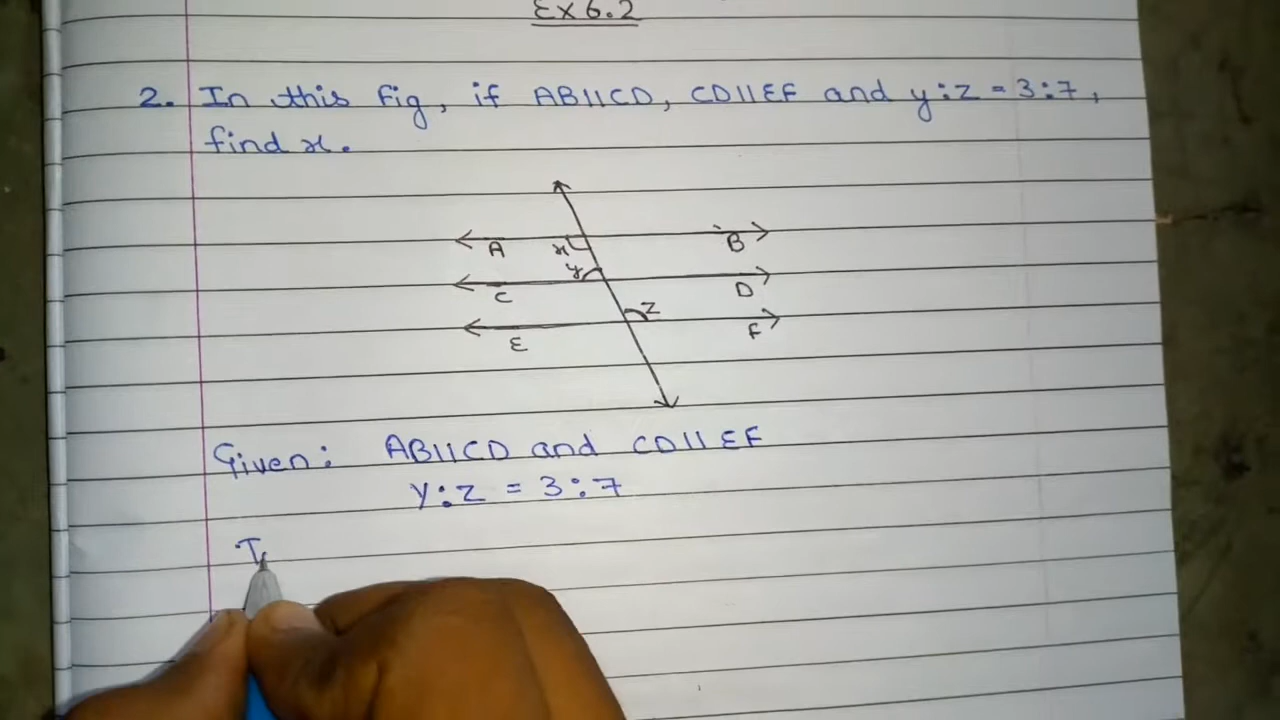 Ex 6.2
2. In this Fig, if AB||CD, CD||EF and y:z = 3:7,
find x.
A
x
B
y
C
D
z
E
F
Given: AB||CD and CD||EF
y:z = 3:7
T